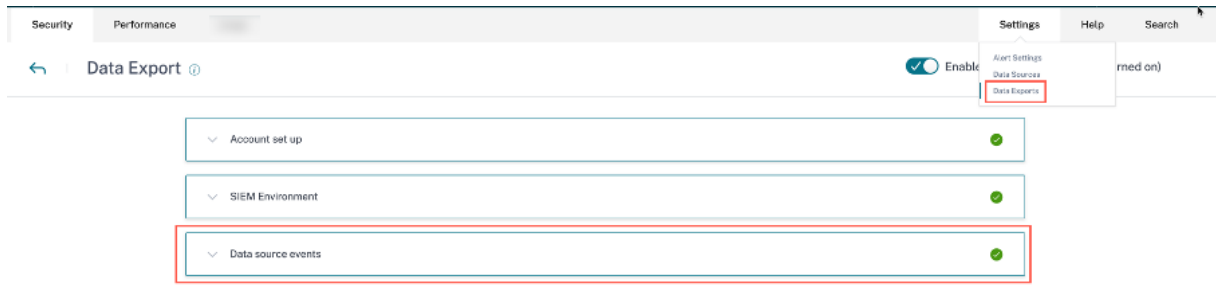 Security Performance Settings Help Search
Data Export Enable rned on)
Alert Settings
Data Sources
Data Exports
Account set up
SIEM Environment
Data source events